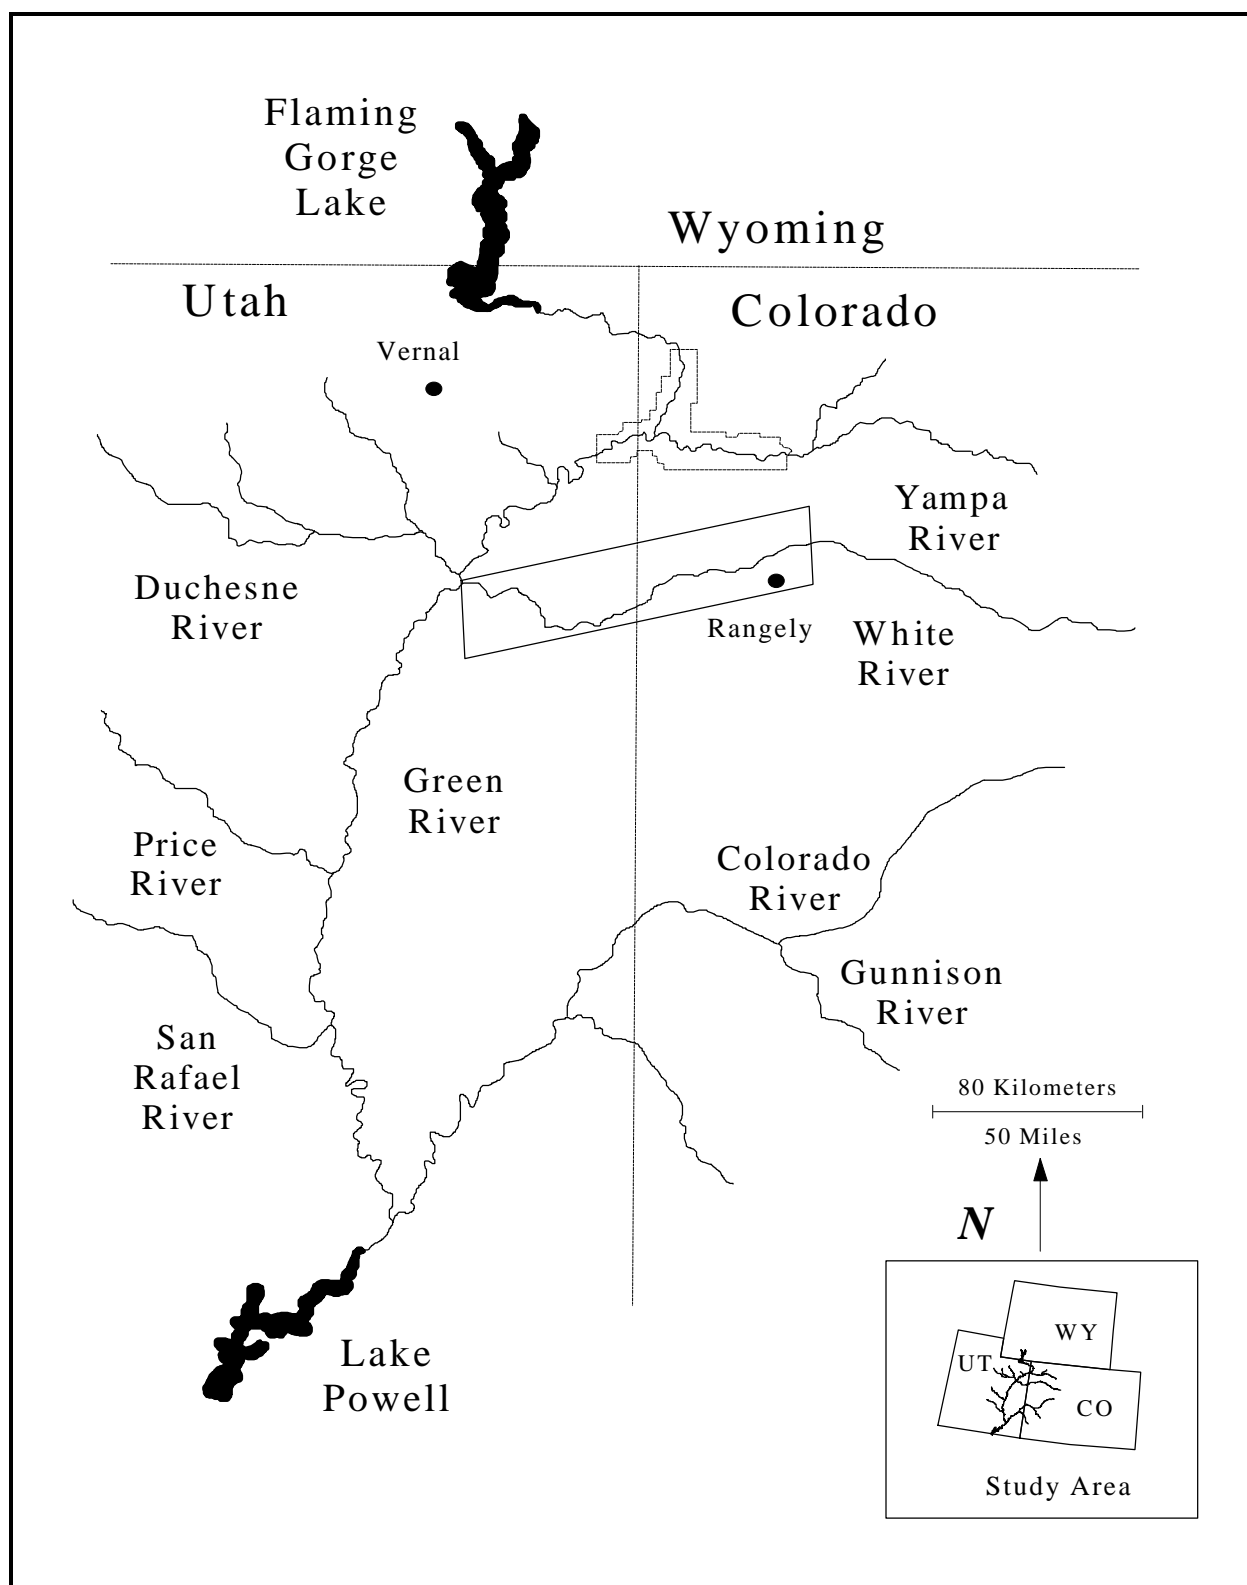 Flaming
Gorge
Lake
Wyoming
Utah
Colorado
Vernal
Yampa
River
Duchesne
River
Rangely
White
River
Green
River
Price
River
Colorado
River
Gunnison
River
San
Rafael
River
80 Kilometers
50 Miles
N
WY
UT
CO
Study Area
Lake
Powell